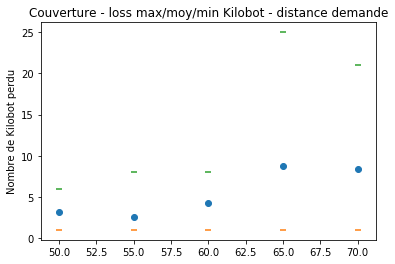 Couverture - loss max/moy/min Kilobot - distance demande
Nombre de Kilobot perdu
25
20
15
10
5
0
50.0 52.5 55.0 57.5 60.0 62.5 65.0 67.5 70.0